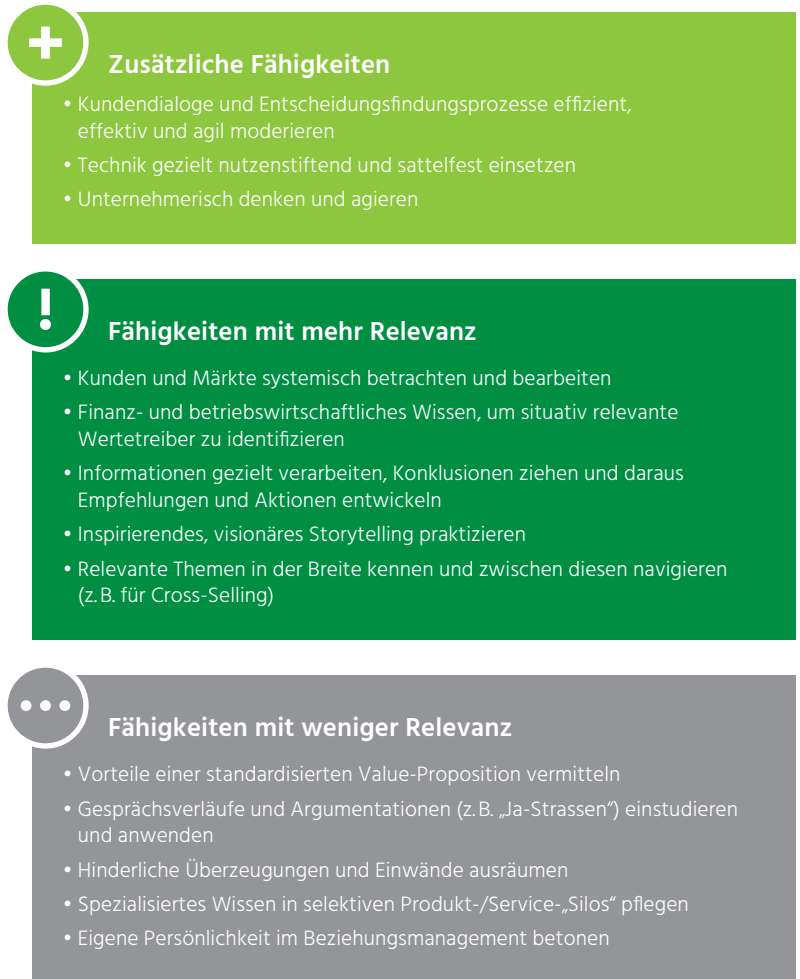 Zusätzliche Fähigkeiten
• Kundendialoge und Entscheidungsfindungsprozesse effizient,
effektiv und agil moderieren
• Technik gezielt nutzenstiftend und sattelfest einsetzen
• Unternehmerisch denken und agieren
Fähigkeiten mit mehr Relevanz
• Kunden und Märkte systemisch betrachten und bearbeiten
• Finanz- und betriebswirtschaftliches Wissen, um situativ relevante
Wertetreiber zu identifizieren
• Informationen gezielt verarbeiten, Konklusionen ziehen und daraus
Empfehlungen und Aktionen entwickeln
• Inspirierendes, visionäres Storytelling praktizieren
• Relevante Themen in der Breite kennen und zwischen diesen navigieren
(z. B. für Cross-Selling)
Fähigkeiten mit weniger Relevanz
• Vorteile einer standardisierten Value-Proposition vermitteln
• Gesprächsverläufe und Argumentationen (z. B. „Ja-Strassen“) einstudieren
und anwenden
• Hinderliche Überzeugungen und Einwände ausräumen
• Spezialisiertes Wissen in selektiven Produkt-/Service-„Silos“ pflegen
• Eigene Persönlichkeit im Beziehungsmanagement betonen